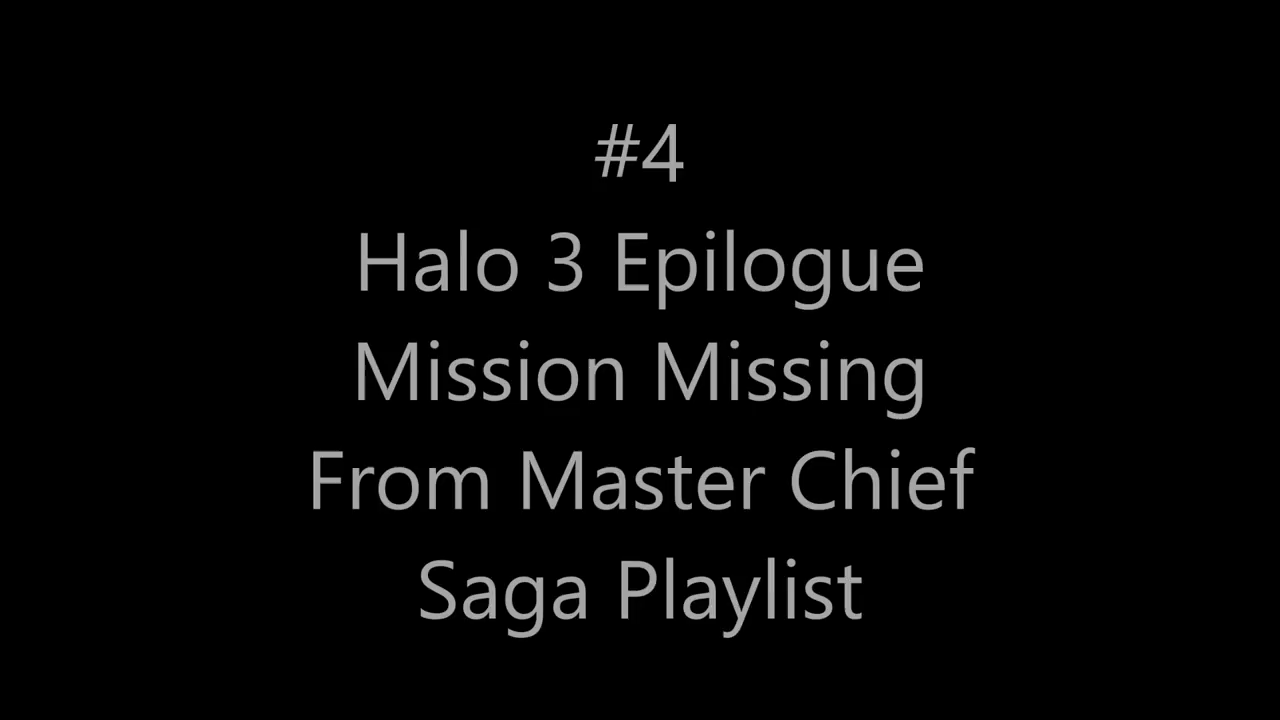 #4
Halo 3 Epilogue
Mission Missing
From Master Chief
Saga Playlist